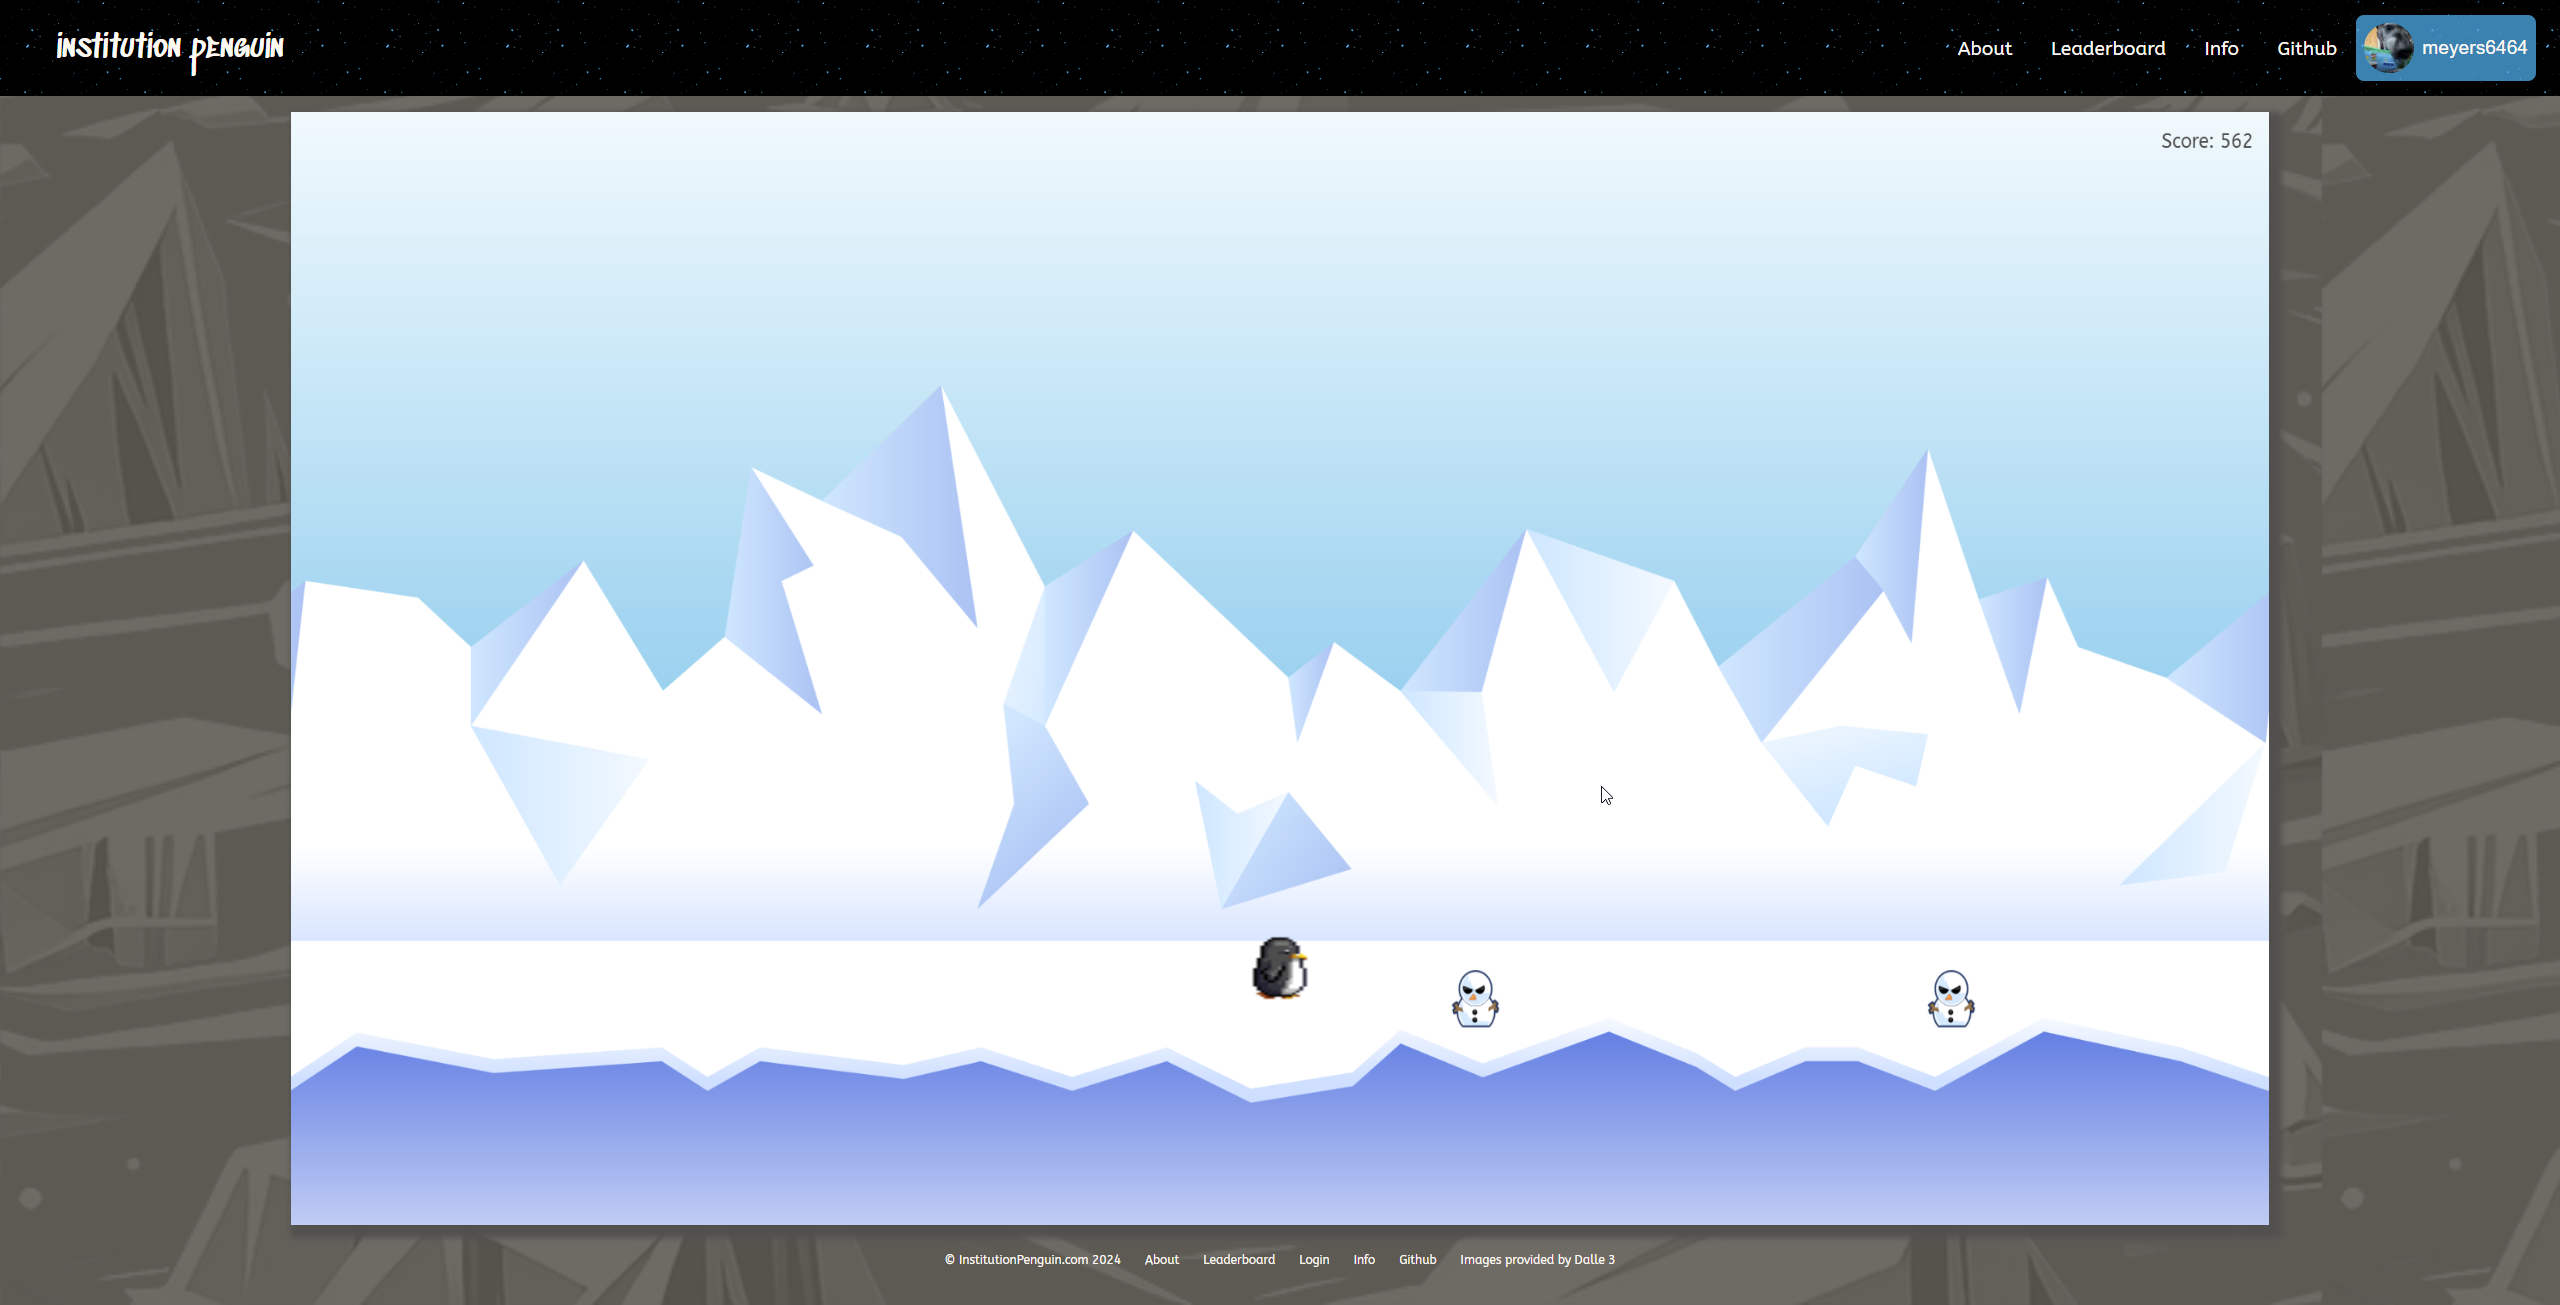 institution penguin
About Leaderboard Info Github meyers6464
Score: 562
© InstitutionPenguin.com 2024 About Leaderboard Login Info Github Images provided by Dalle 3